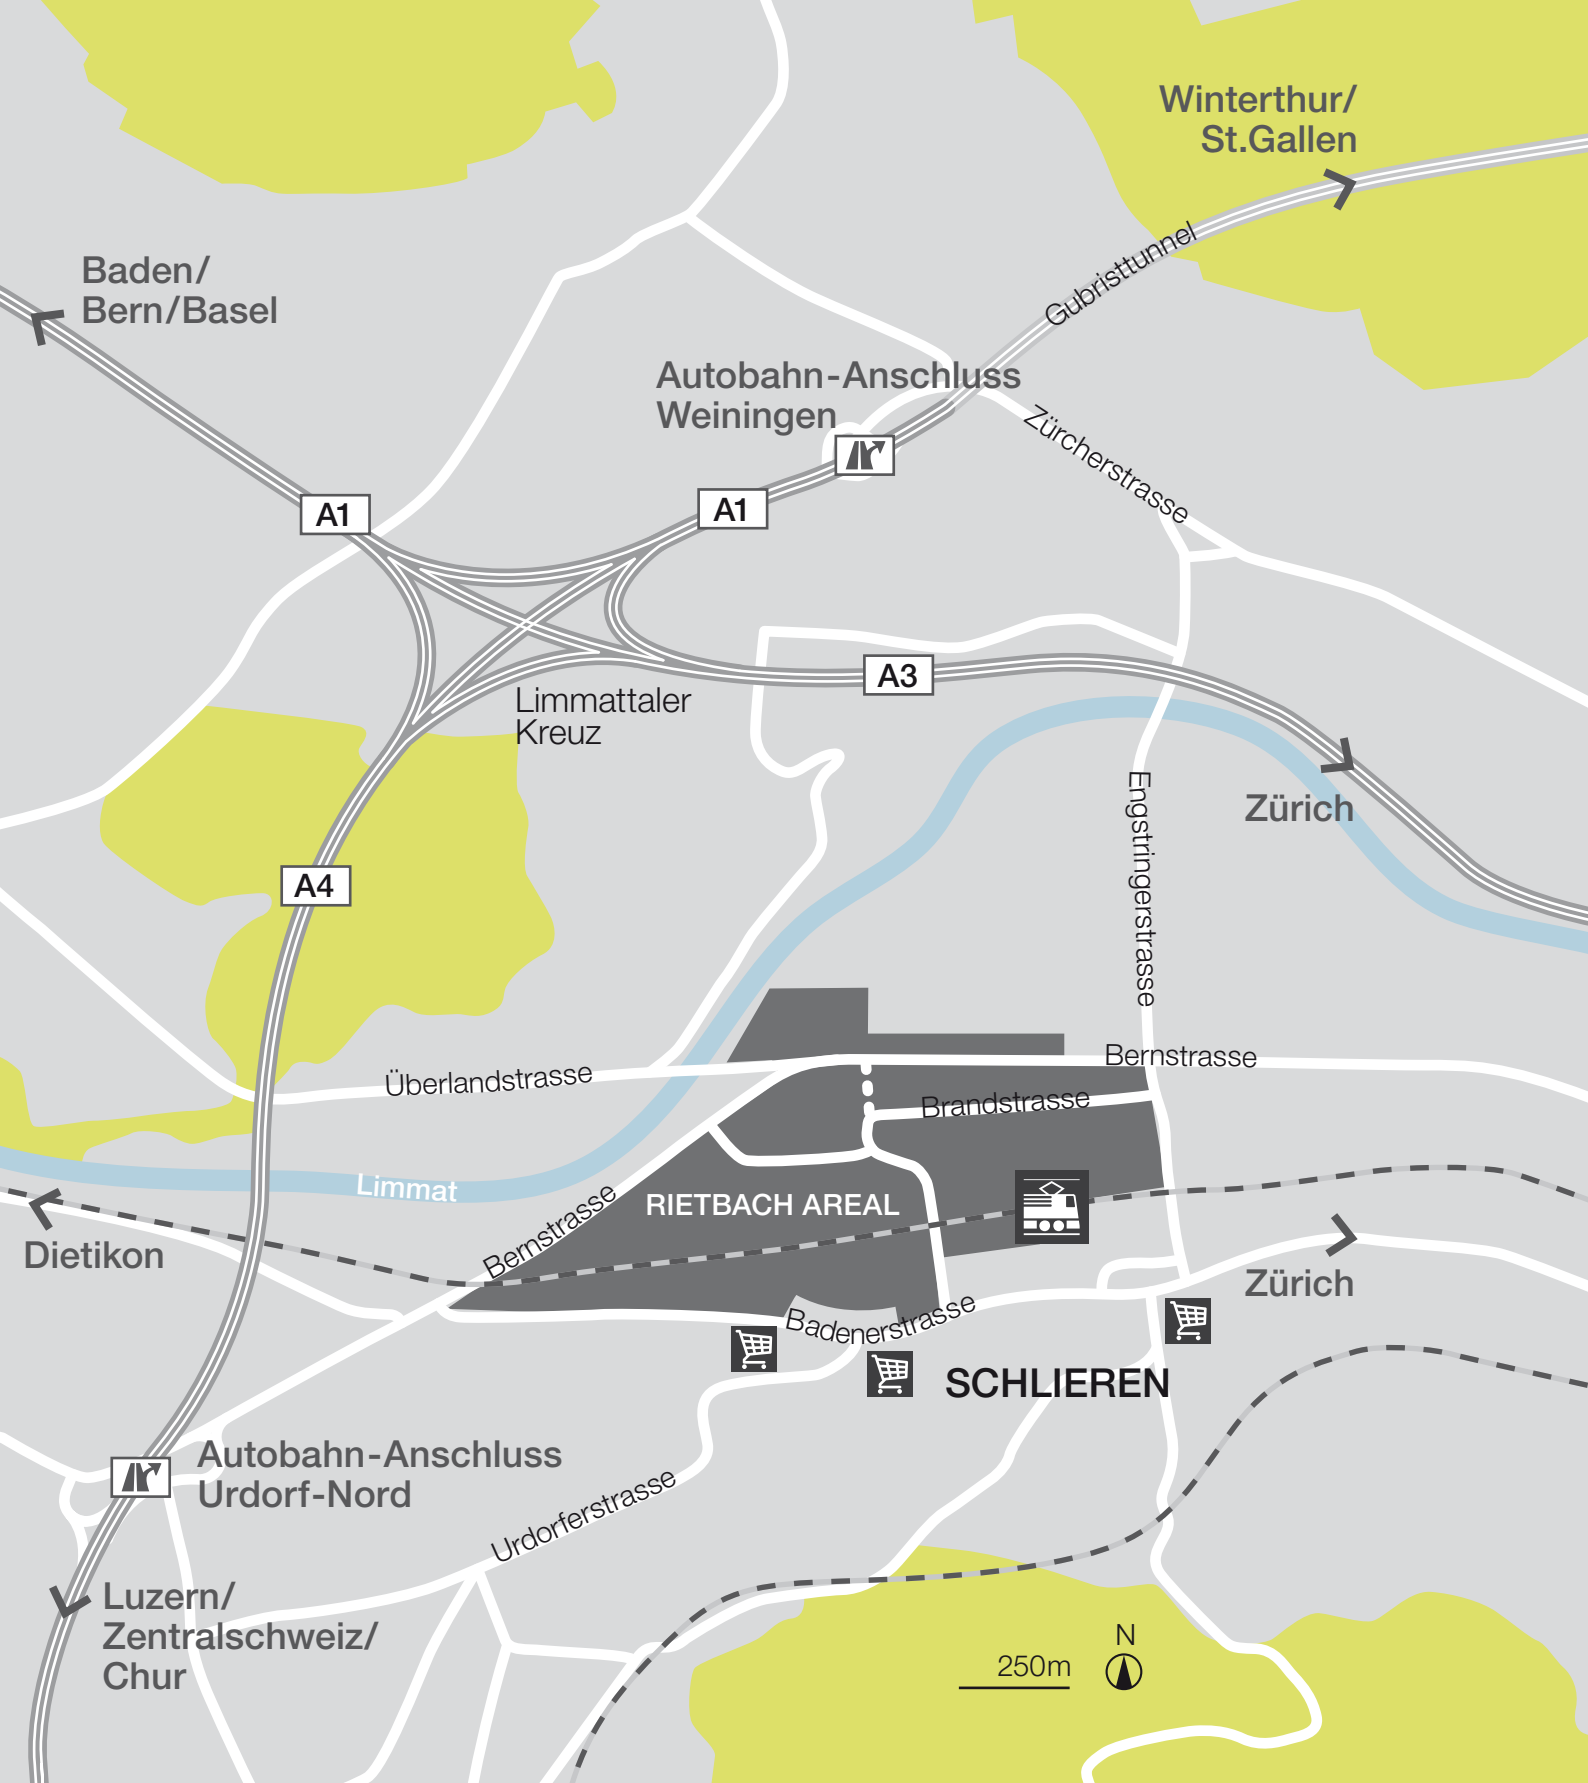 Winterthur/
St.Gallen
Baden/
Bern/Basel
Gubristtunnel
Autobahn-Anschluss
Weiningen
Zürcherstrasse
A1
A1
A3
Limmattaler
Kreuz
Engstringerstrasse
Zürich
A4
Bernstrasse
Überlandstrasse
Brandstrasse
Limmat
RIETBACH AREAL
Bernstrasse
Dietikon
Zürich
Badenerstrasse
SCHLIEREN
Autobahn-Anschluss
Urdorf-Nord
Urdorferstrasse
Luzern/
Zentralschweiz/
Chur
N
250m